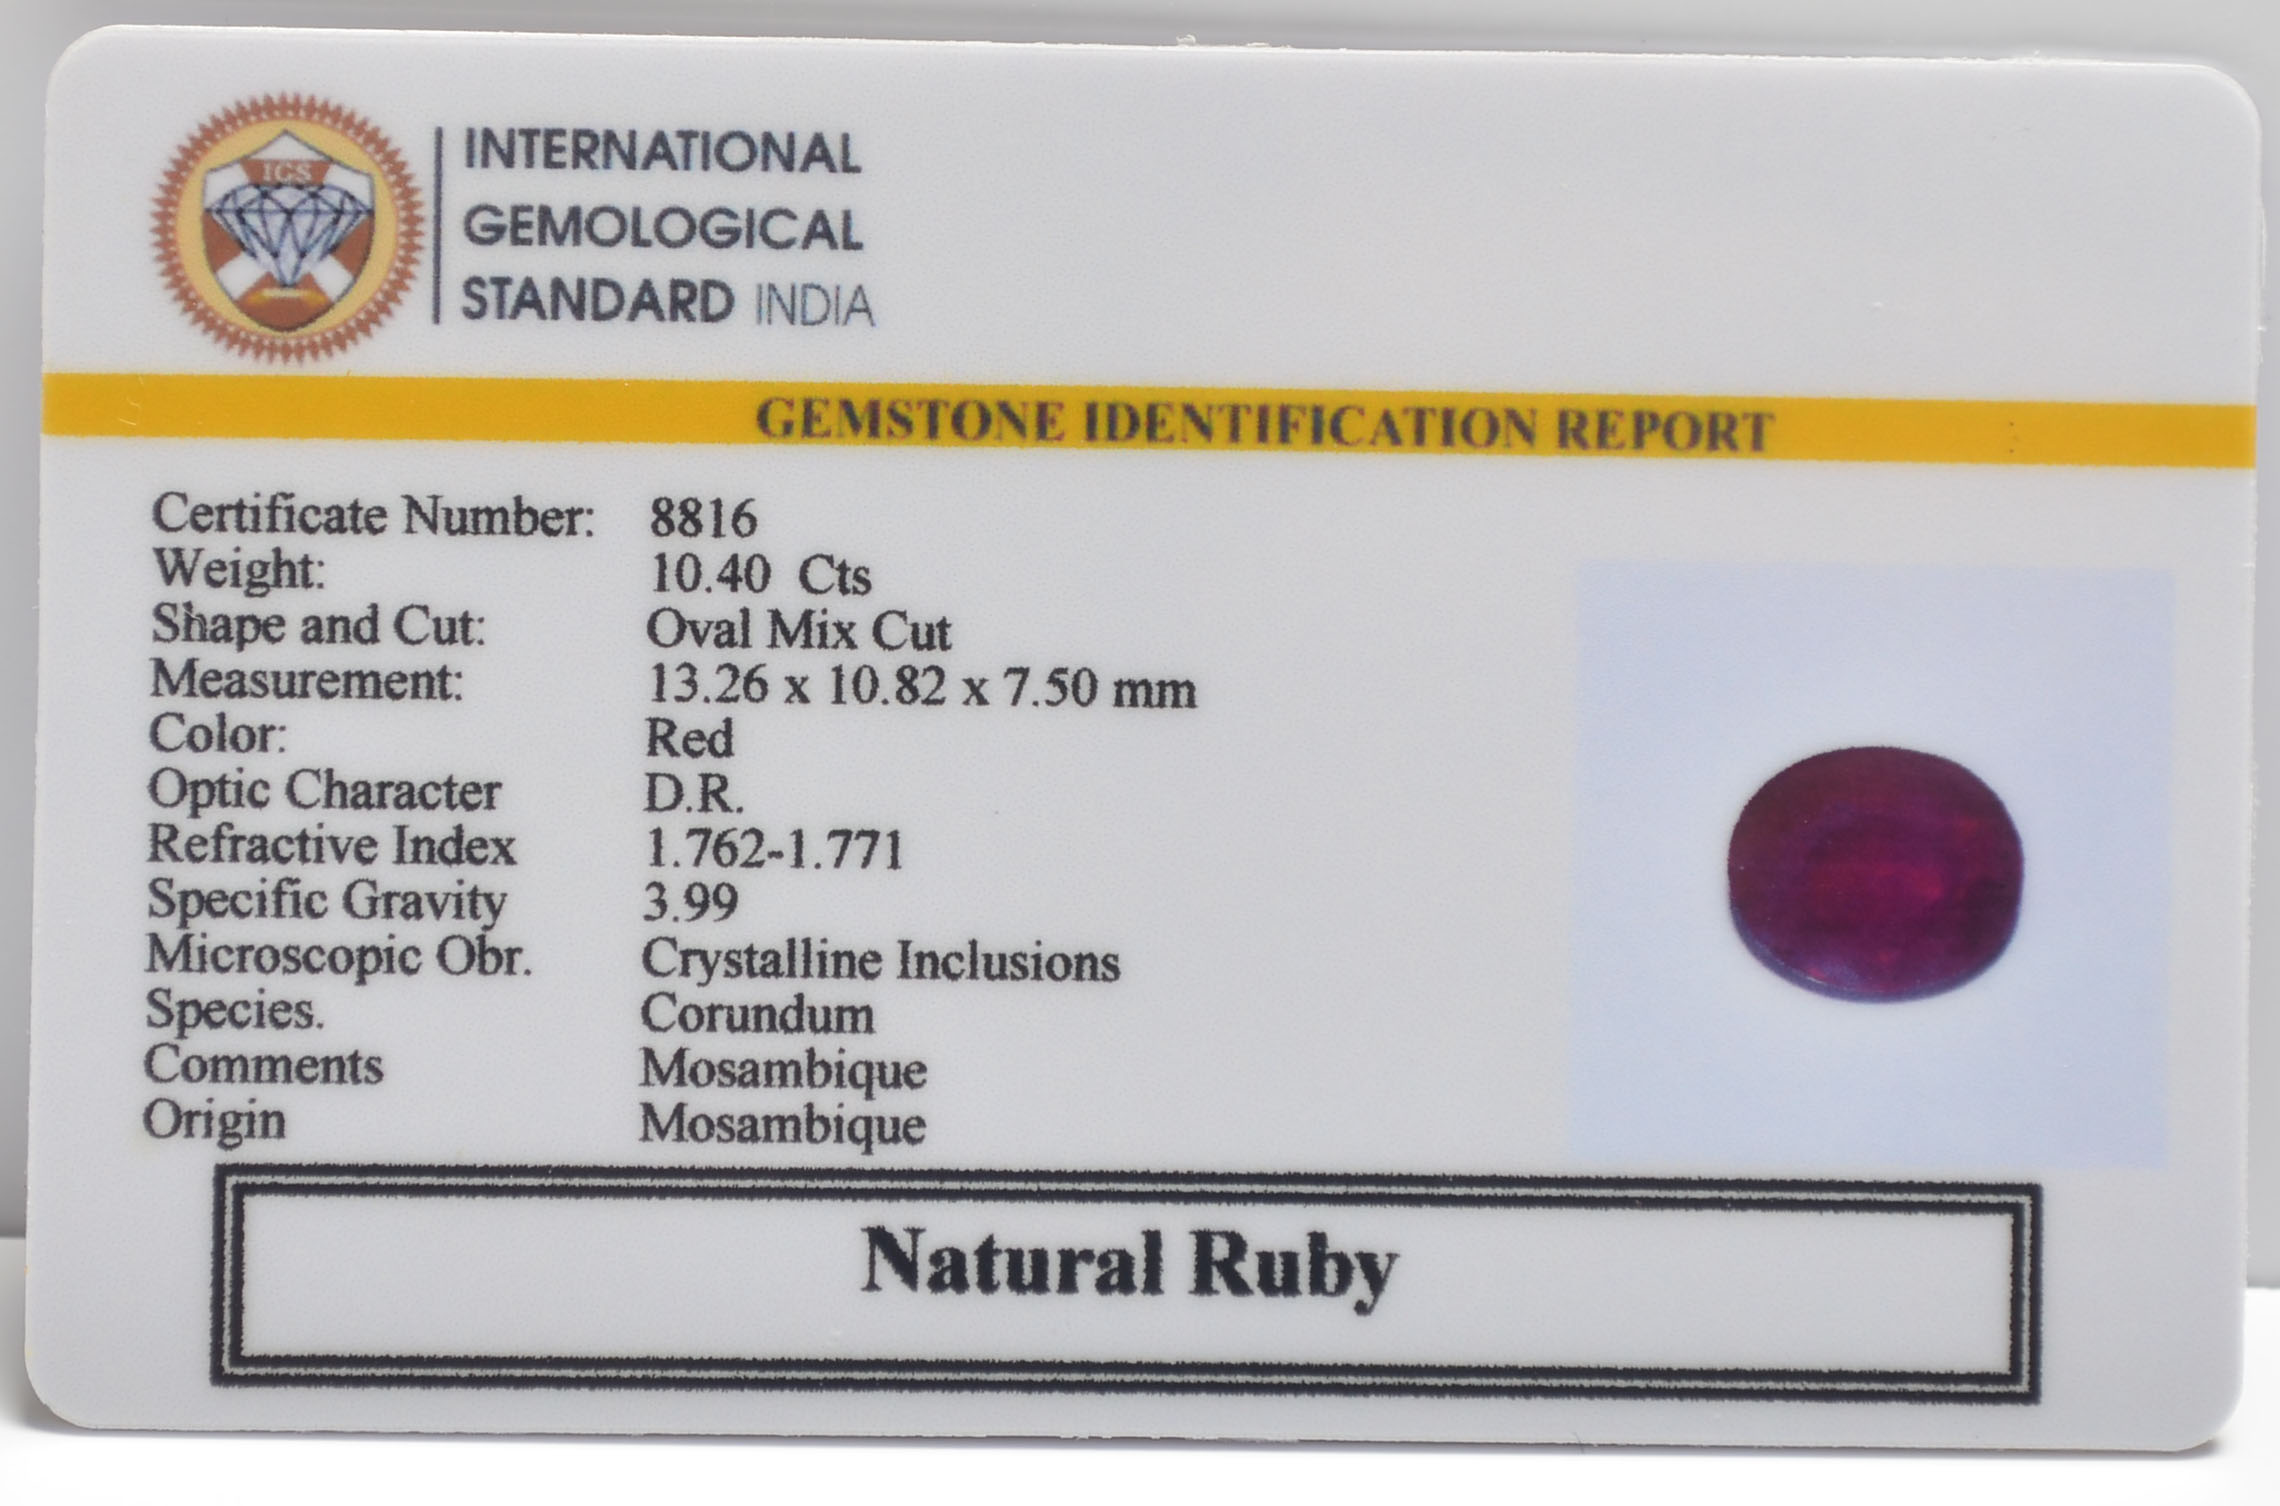 IGS
INTERNATIONAL
GEMOLOGICAL
STANDARD INDIA
GEMSTONE IDENTIFICATION REPORT
Certificate Number: 8816
Weight: 10.40 Cts
Shape and Cut: Oval Mix Cut
Measurement: 13.26 x 10.82 x 7.50 mm
Color: Red
Optic Character D.R.
Refractive Index 1.762-1.771
Specific Gravity 3.99
Microscopic Obr. Crystalline Inclusions
Species. Corundum
Comments Mosambique
Origin Mosambique
Natural Ruby